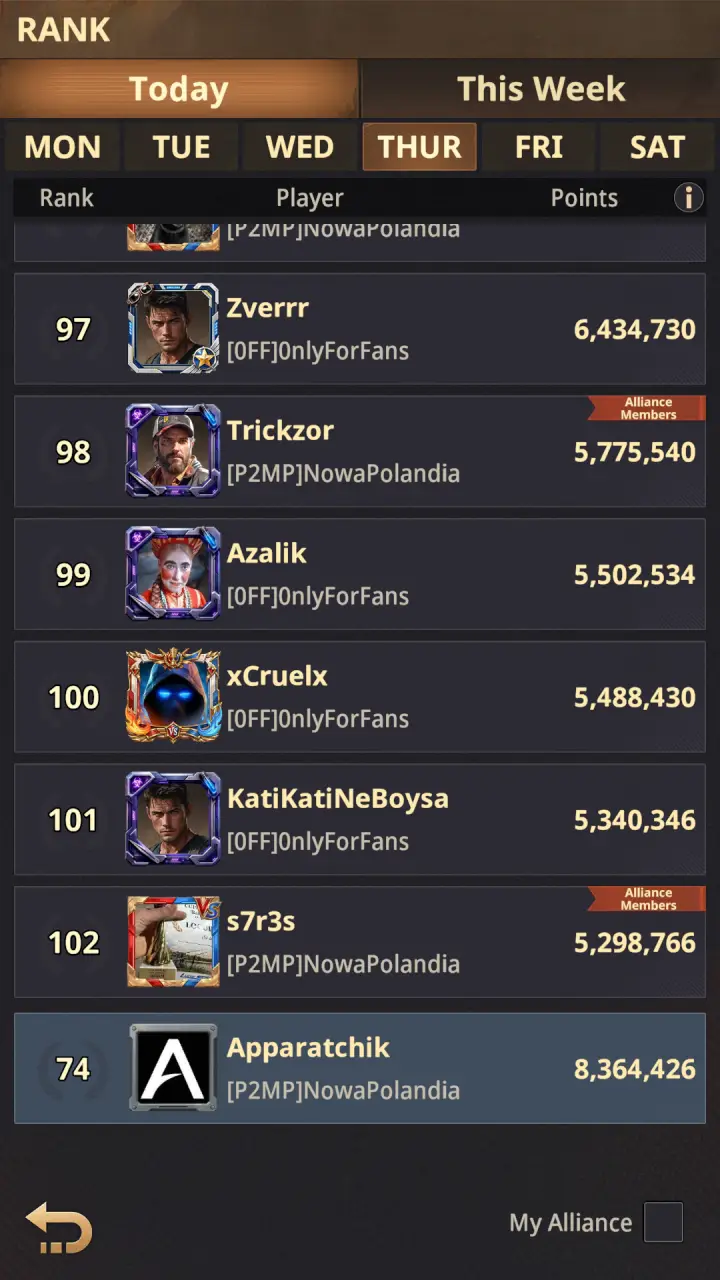 RANK
Today
This Week
MON TUE WED THUR FRI SAT
Rank Player Points
[P2MP]NowaPolandia
97
Zverrr
[0FF]0nlyForFans
6,434,730
Alliance
Members
98
Trickzor
[P2MP]NowaPolandia
5,775,540
99
Azalik
[0FF]0nlyForFans
5,502,534
100
xCruelx
[0FF]0nlyForFans
5,488,430
101
KatiKatiNeBoysa
[0FF]0nlyForFans
5,340,346
Alliance
Members
102
s7r3s
[P2MP]NowaPolandia
5,298,766
74
Apparatchik
[P2MP]NowaPolandia
8,364,426
My Alliance